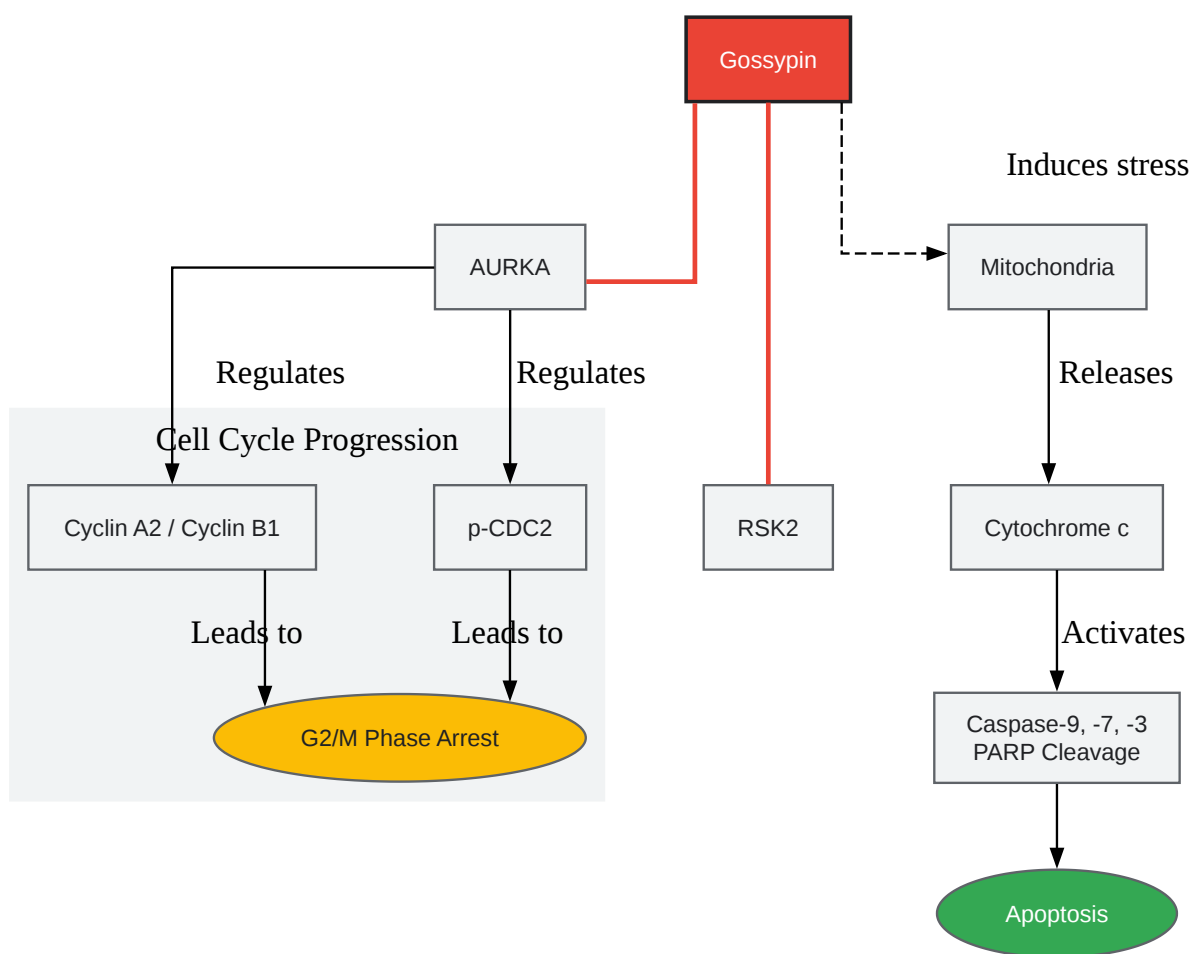 Gossypin
Induces stress
AURKA
Mitochondria
Regulates
Regulates
Releases
Cell Cycle Progression
Cyclin A2 / Cyclin B1
p-CDC2
RSK2
Cytochrome c
Leads to
Leads to
Activates
Caspase-9, -7, -3
PARP Cleavage
G2/M Phase Arrest
Apoptosis